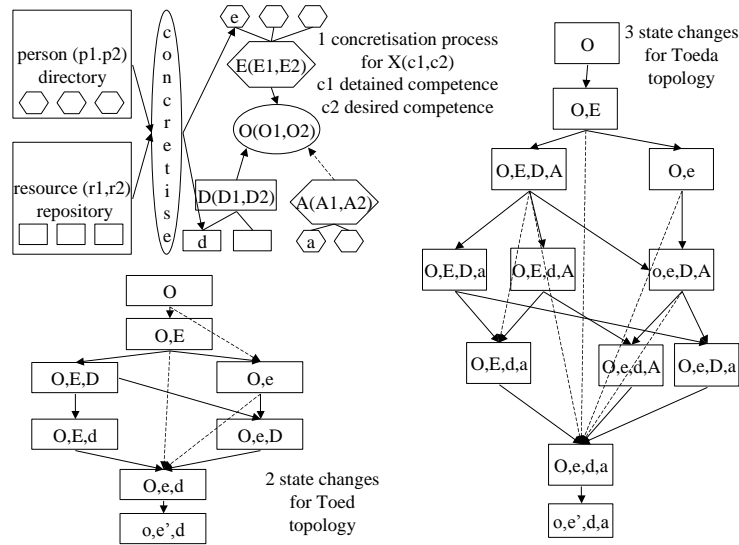 person (p1.p2)
directory
resource (r1,r2)
repository
c
o
n
c
r
e
t
i
s
e
e
E(E1,E2)
O(O1,O2)
D(D1,D2)
A(A1,A2)
d
a
1 concretisation process
for X(c1,c2)
c1 detained competence
c2 desired competence
O
O,E
O,E,D
O,e
O,E,d
O,e,D
O,e,d
o,e’,d
2 state changes
for Toed
topology
3 state changes
for Toeda
topology
O
O,E
O,E,D,A
O,e
O,E,D,a
O,E,d,A
o,e,D,A
O,E,d,a
O,e,d,A
O,e,D,a
O,e,d,a
o,e’,d,a